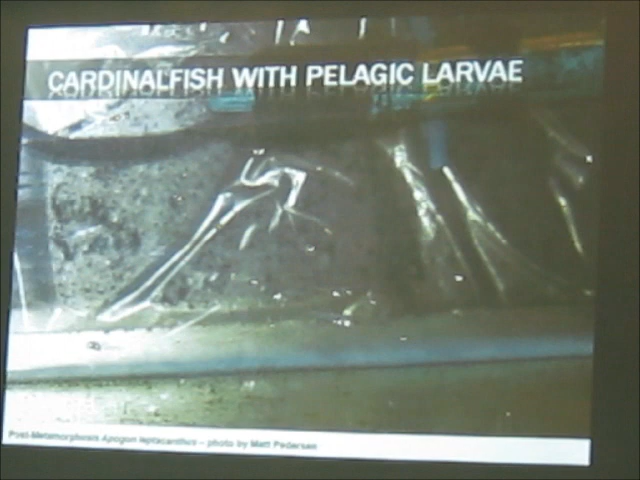 CARDINALFISH WITH PELAGIC LARVAE
Post-Metamorphosis Apogon leptacanthus – photo by Matt Pedersen